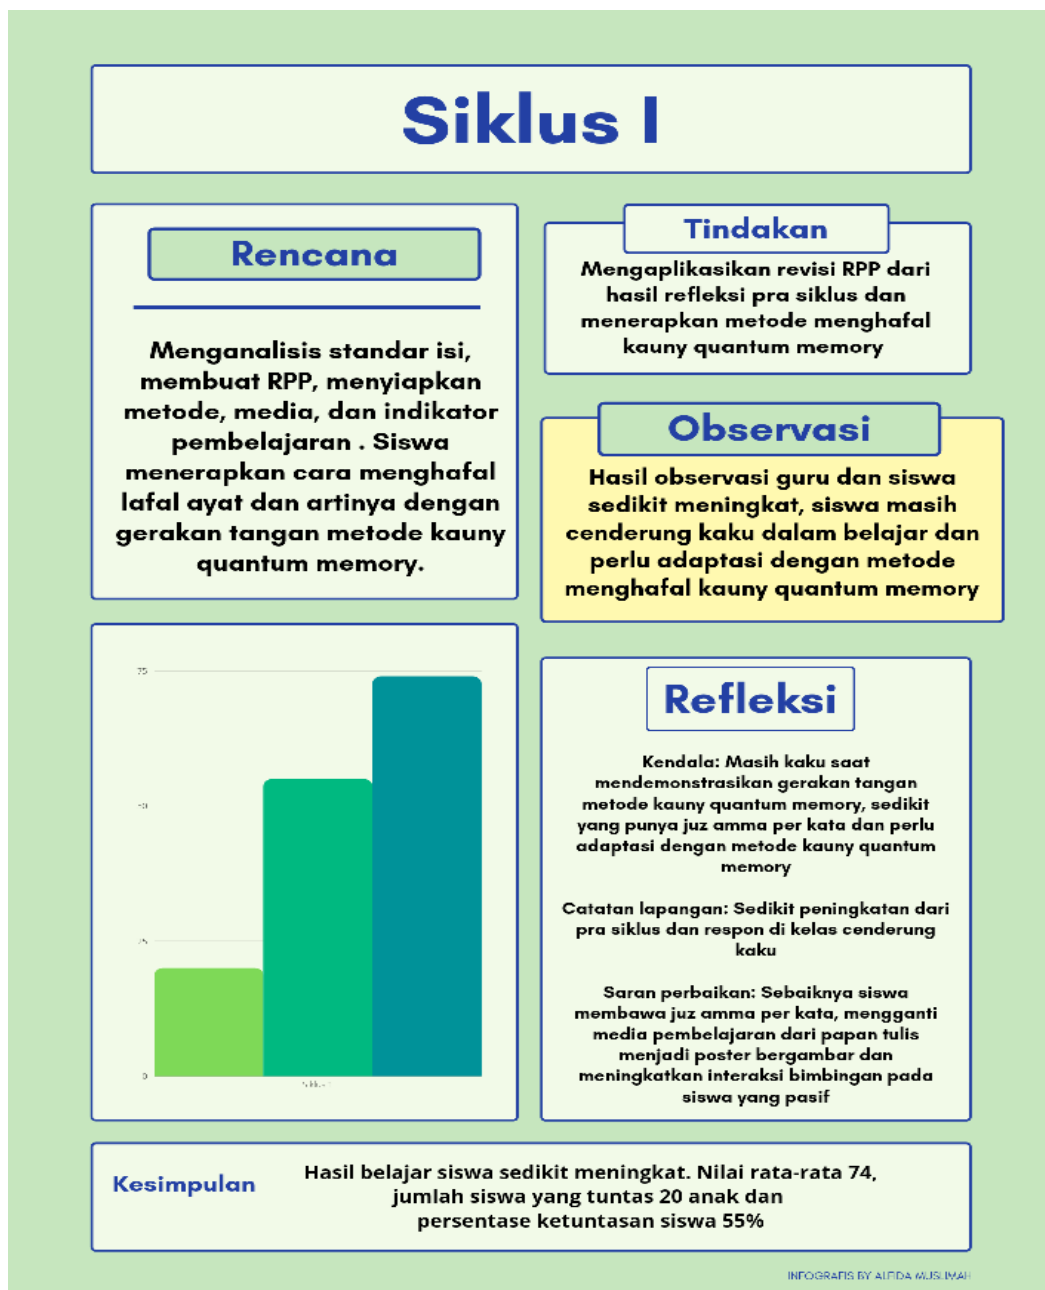 Siklus I
Rencana
Menganalisis standar isi,
membuat RPP, menyiapkan
metode, media, dan indikator
pembelajaran . Siswa
menerapkan cara menghafal
lafal ayat dan artinya dengan
gerakan tangan metode kauny
quantum memory.
Tindakan
Mengaplikasikan revisi RPP dari
hasil refleksi pra siklus dan
menerapkan metode menghafal
kauny quantum memory
Observasi
Hasil observasi guru dan siswa
sedikit meningkat, siswa masih
cenderung kaku dalam belajar dan
perlu adaptasi dengan metode
menghafal kauny quantum memory
75
50
25
0
Siklus 1
Refleksi
Kendala: Masih kaku saat
mendemonstrasikan gerakan tangan
metode kauny quantum memory, sedikit
yang punya juz amma per kata dan perlu
adaptasi dengan metode kauny quantum
memory
Catatan lapangan: Sedikit peningkatan dari
pra siklus dan respon di kelas cenderung
kaku
Saran perbaikan: Sebaiknya siswa
membawa juz amma per kata, mengganti
media pembelajaran dari papan tulis
menjadi poster bergambar dan
meningkatkan interaksi bimbingan pada
siswa yang pasif
Kesimpulan
Hasil belajar siswa sedikit meningkat. Nilai rata-rata 74,
jumlah siswa yang tuntas 20 anak dan
persentase ketuntasan siswa 55%
INFOGRAFIS BY ALFIDA MUSLIMAH